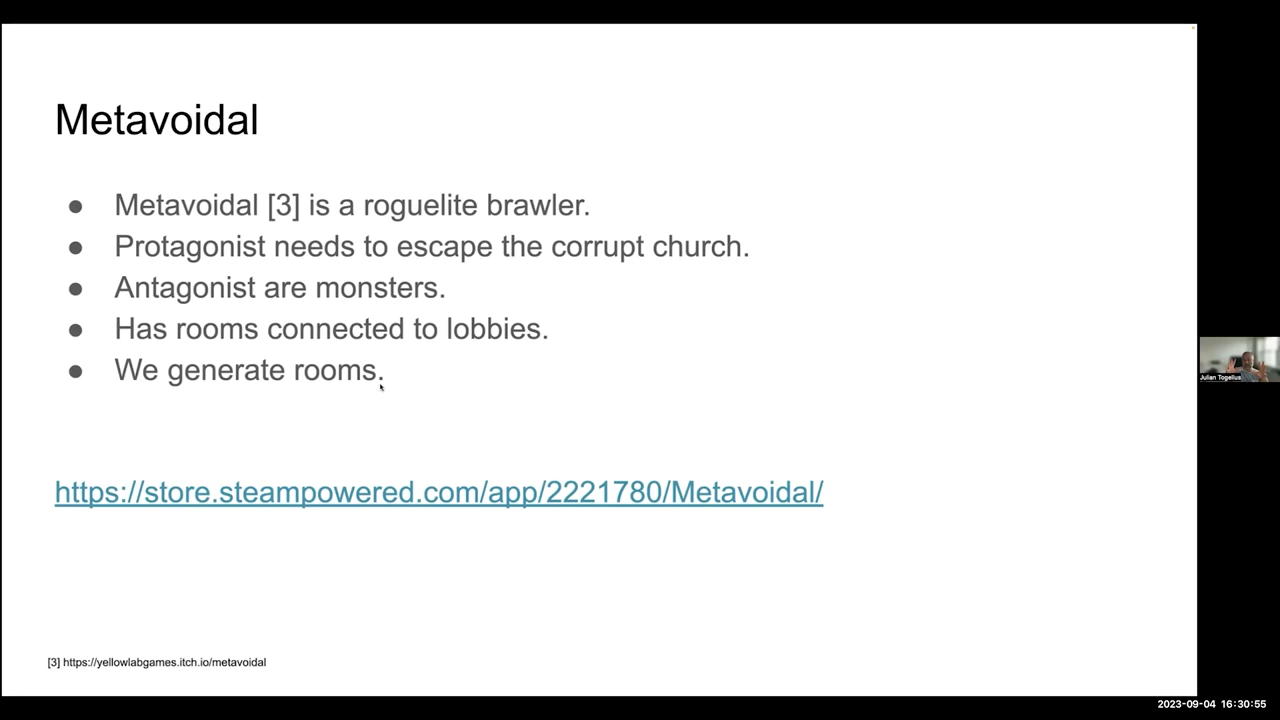 Metavoidal
● Metavoidal [3] is a roguelite brawler.
● Protagonist needs to escape the corrupt church.
● Antagonist are monsters.
● Has rooms connected to lobbies.
● We generate rooms.
Julian Togelius
https://store.steampowered.com/app/2221780/Metavoidal/
[3] https://yellowlabgames.itch.io/metavoidal
2023-09-04 16:30:55